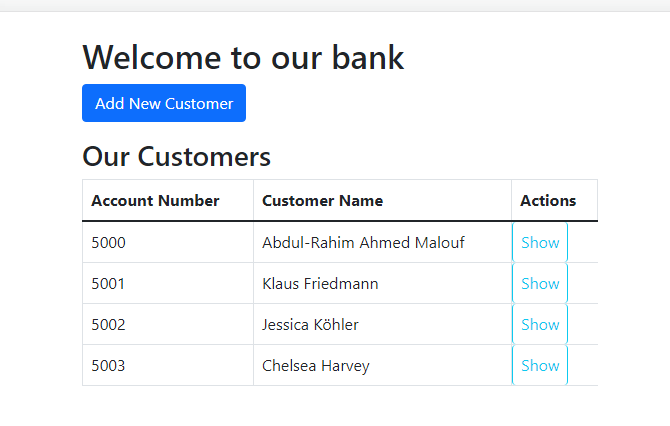 Welcome to our bank
Add New Customer
Our Customers
Account Number Customer Name Actions
5000 Abdul-Rahim Ahmed Malouf Show
5001 Klaus Friedmann Show
5002 Jessica Köhler Show
5003 Chelsea Harvey Show